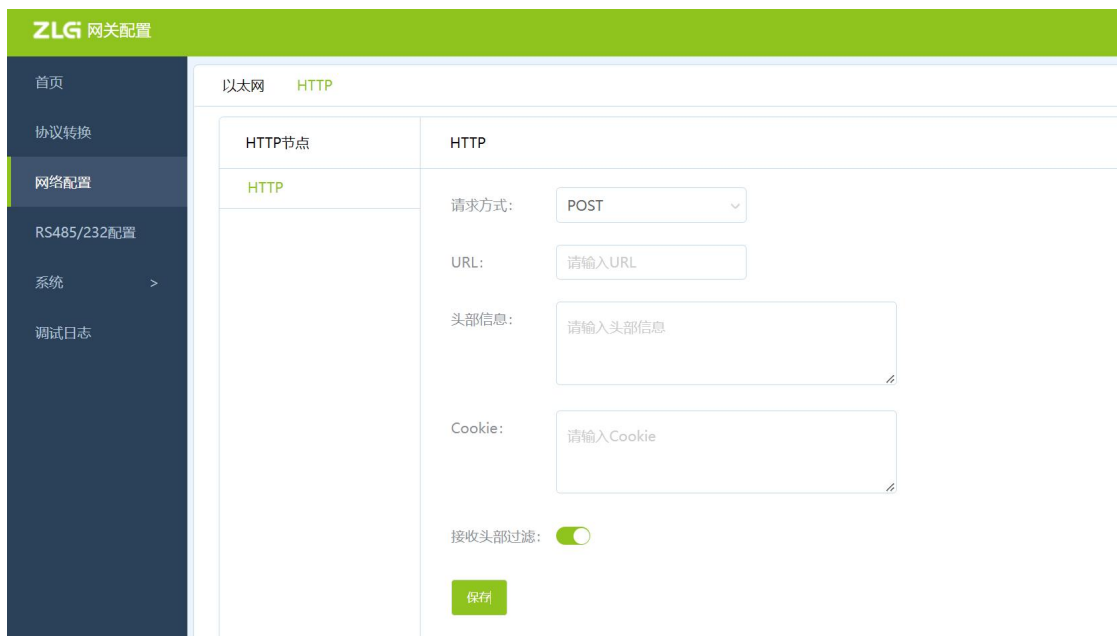 ZLG 网关配置
首页
协议转换
网络配置
RS485/232配置
系统 >
调试日志
以太网 HTTP
HTTP节点
HTTP
HTTP
请求方式： POST
URL： 请输入URL
头部信息： 请输入头部信息
Cookie： 请输入Cookie
接收头部过滤：
保存